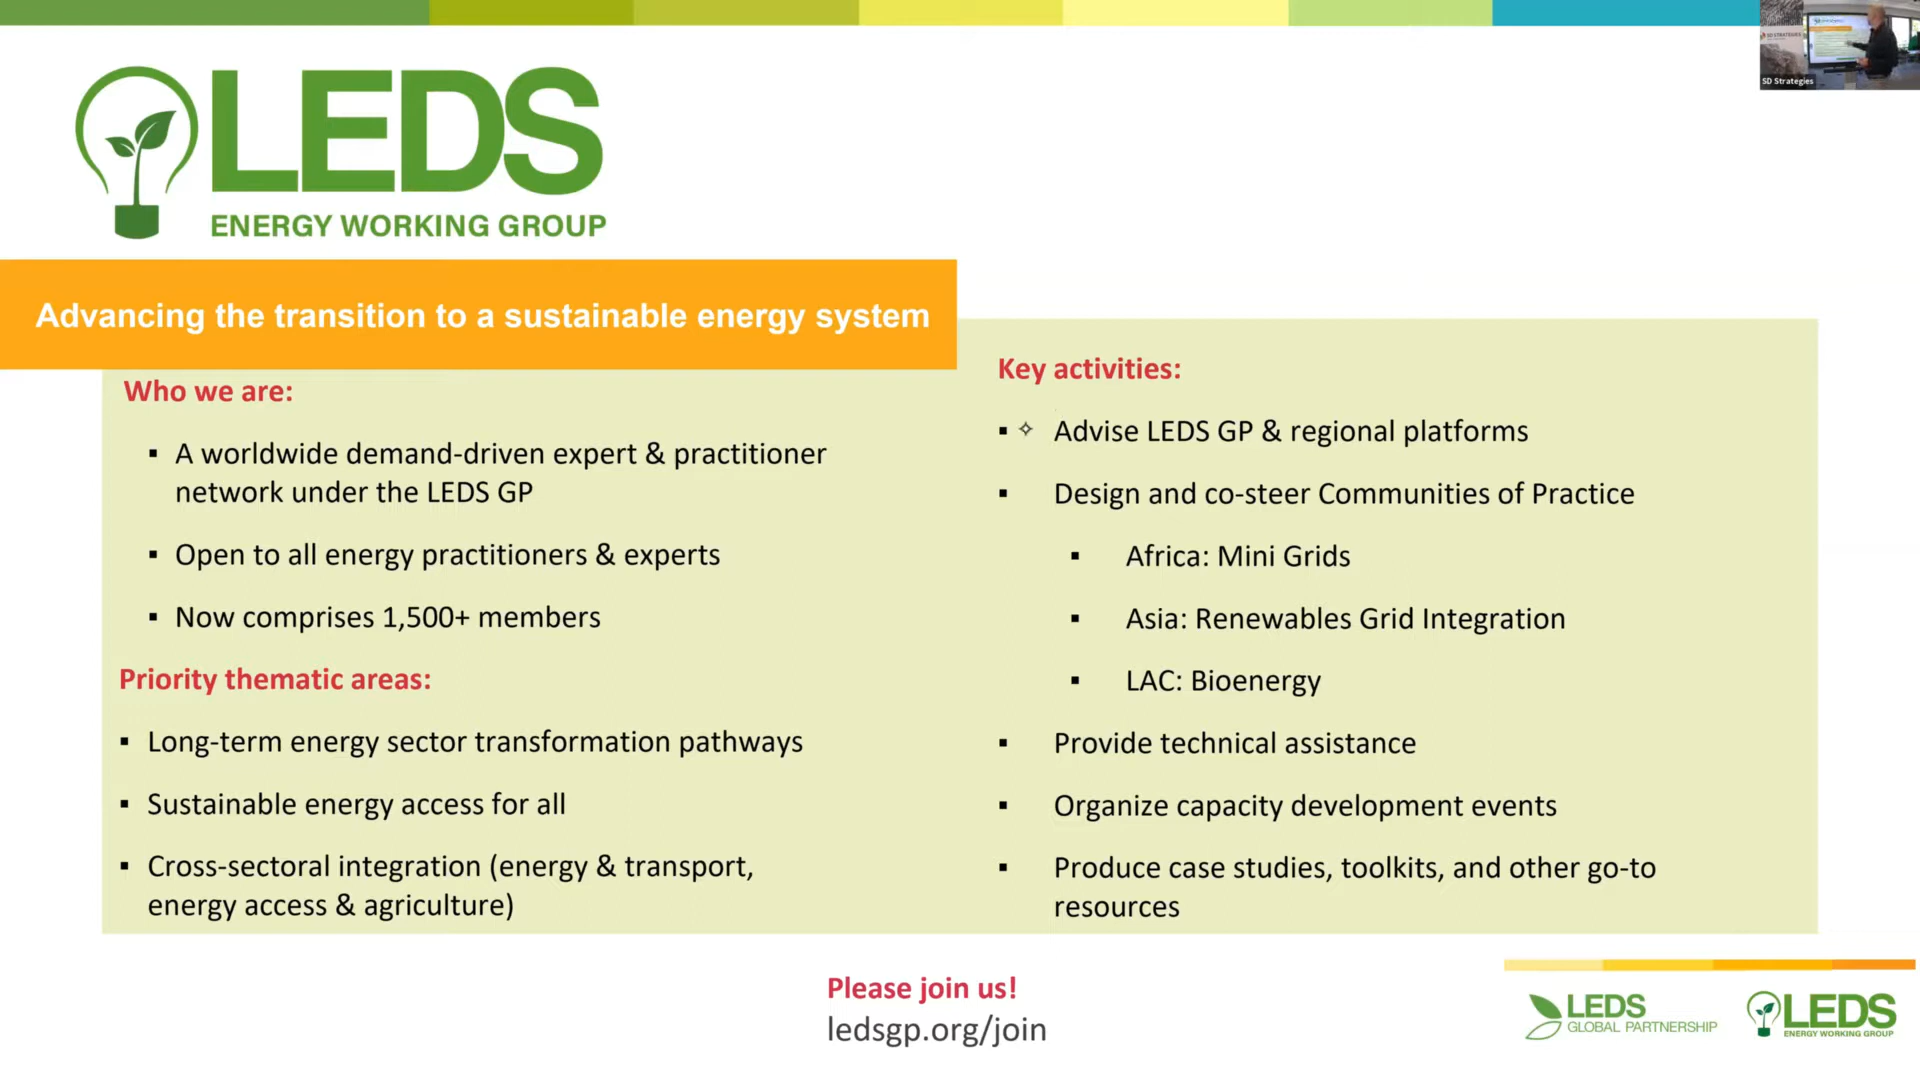 LEDS
ENERGY WORKING GROUP
SD STRATEGIES
SD Strategies
Advancing the transition to a sustainable energy system
Who we are:
▪ A worldwide demand-driven expert & practitioner
network under the LEDS GP
▪ Open to all energy practitioners & experts
▪ Now comprises 1,500+ members
Priority thematic areas:
▪ Long-term energy sector transformation pathways
▪ Sustainable energy access for all
▪ Cross-sectoral integration (energy & transport,
energy access & agriculture)
Key activities:
▪ Advise LEDS GP & regional platforms
▪ Design and co-steer Communities of Practice
▪ Africa: Mini Grids
▪ Asia: Renewables Grid Integration
▪ LAC: Bioenergy
▪ Provide technical assistance
▪ Organize capacity development events
▪ Produce case studies, toolkits, and other go-to
resources
Please join us!
ledsgp.org/join
LEDS
GLOBAL PARTNERSHIP
LEDS
ENERGY WORKING GROUP